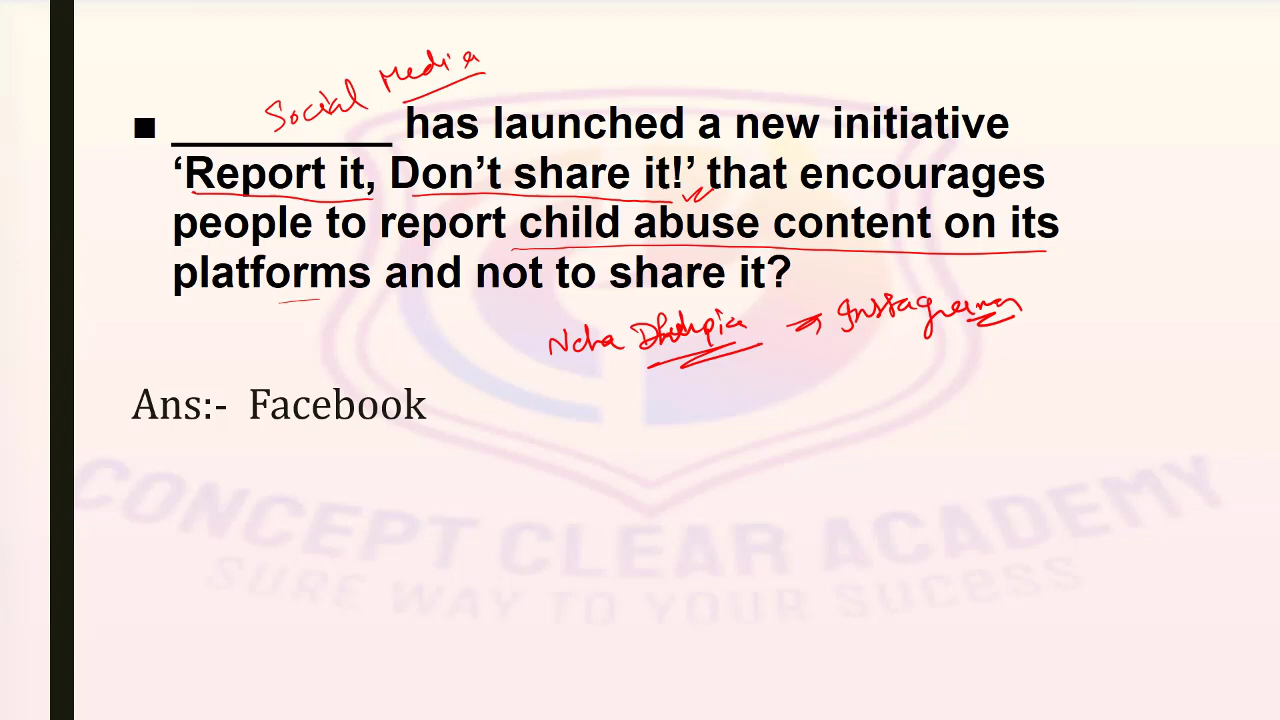 Social Media
■ _________ has launched a new initiative
‘Report it, Don’t share it!’ that encourages
people to report child abuse content on its
platforms and not to share it?
Neha Dhupia → Instagram
Ans:- Facebook
CONCEPT CLEAR ACADEMY
SURE WAY TO YOUR SUCESS